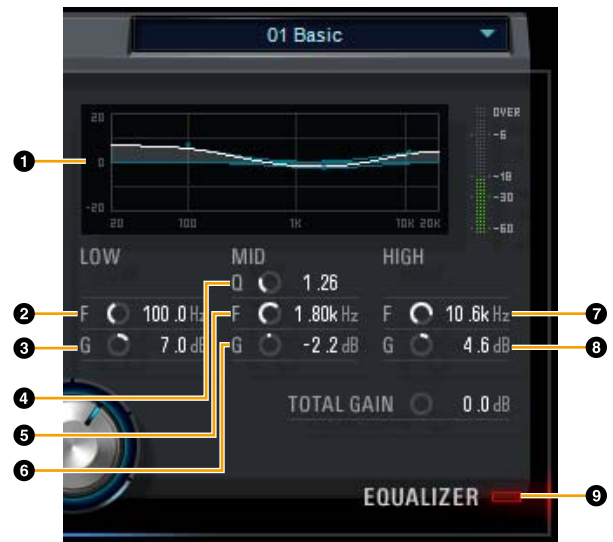 01 Basic
20
0
-20
20 100 1K 10K 20K
OVER
-6
-18
-30
-60
1
LOW MID HIGH
Q 1.26
F 100.0 Hz F 1.80k Hz F 10.6k Hz
G 7.0 dB G -2.2 dB G 4.6 dB
2
3
4
5
6
7
8
TOTAL GAIN 0.0 dB
EQUALIZER
9